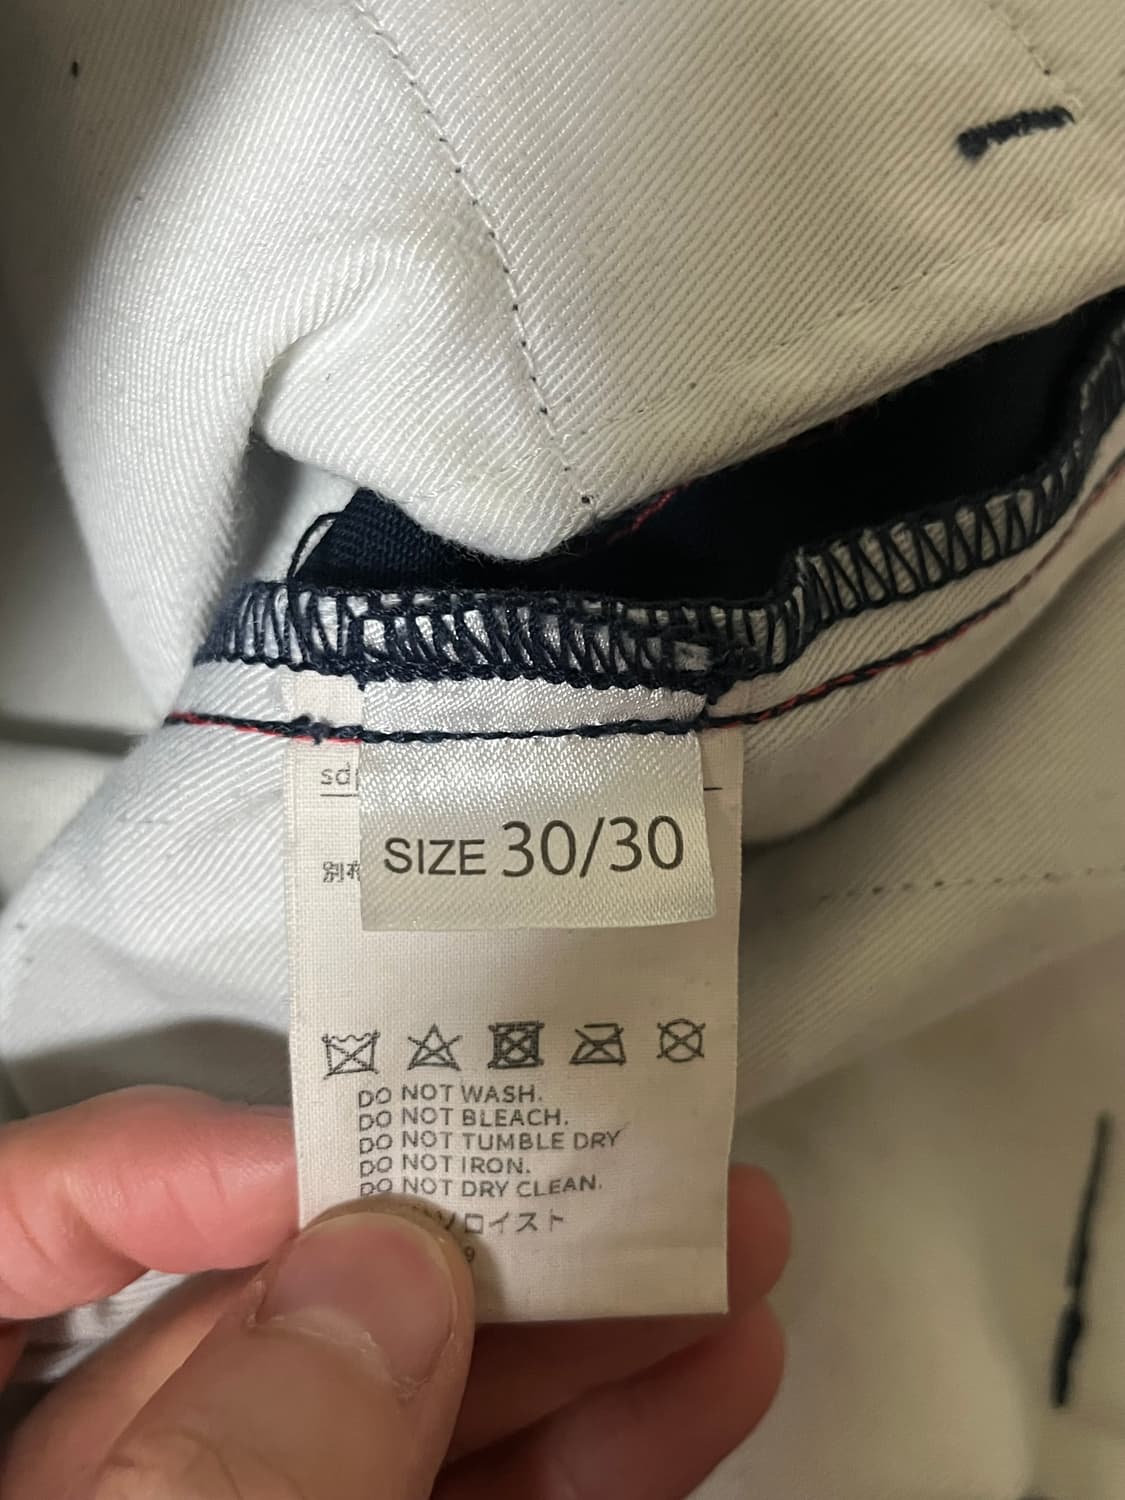 SIZE 30/30
DO NOT WASH.
DO NOT BLEACH.
DO NOT TUMBLE DRY
DO NOT IRON.
DO NOT DRY CLEAN.